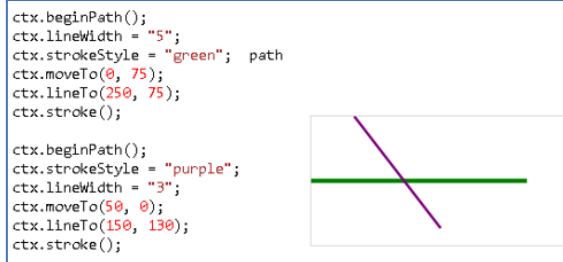 ctx.beginPath();
ctx.lineWidth = "5";
ctx.strokeStyle = "green";  path
ctx.moveTo(0, 75);
ctx.lineTo(250, 75);
ctx.stroke();
ctx.beginPath();
ctx.strokeStyle = "purple";
ctx.lineWidth = "3";
ctx.moveTo(50, 0);
ctx.lineTo(150, 130);
ctx.stroke();